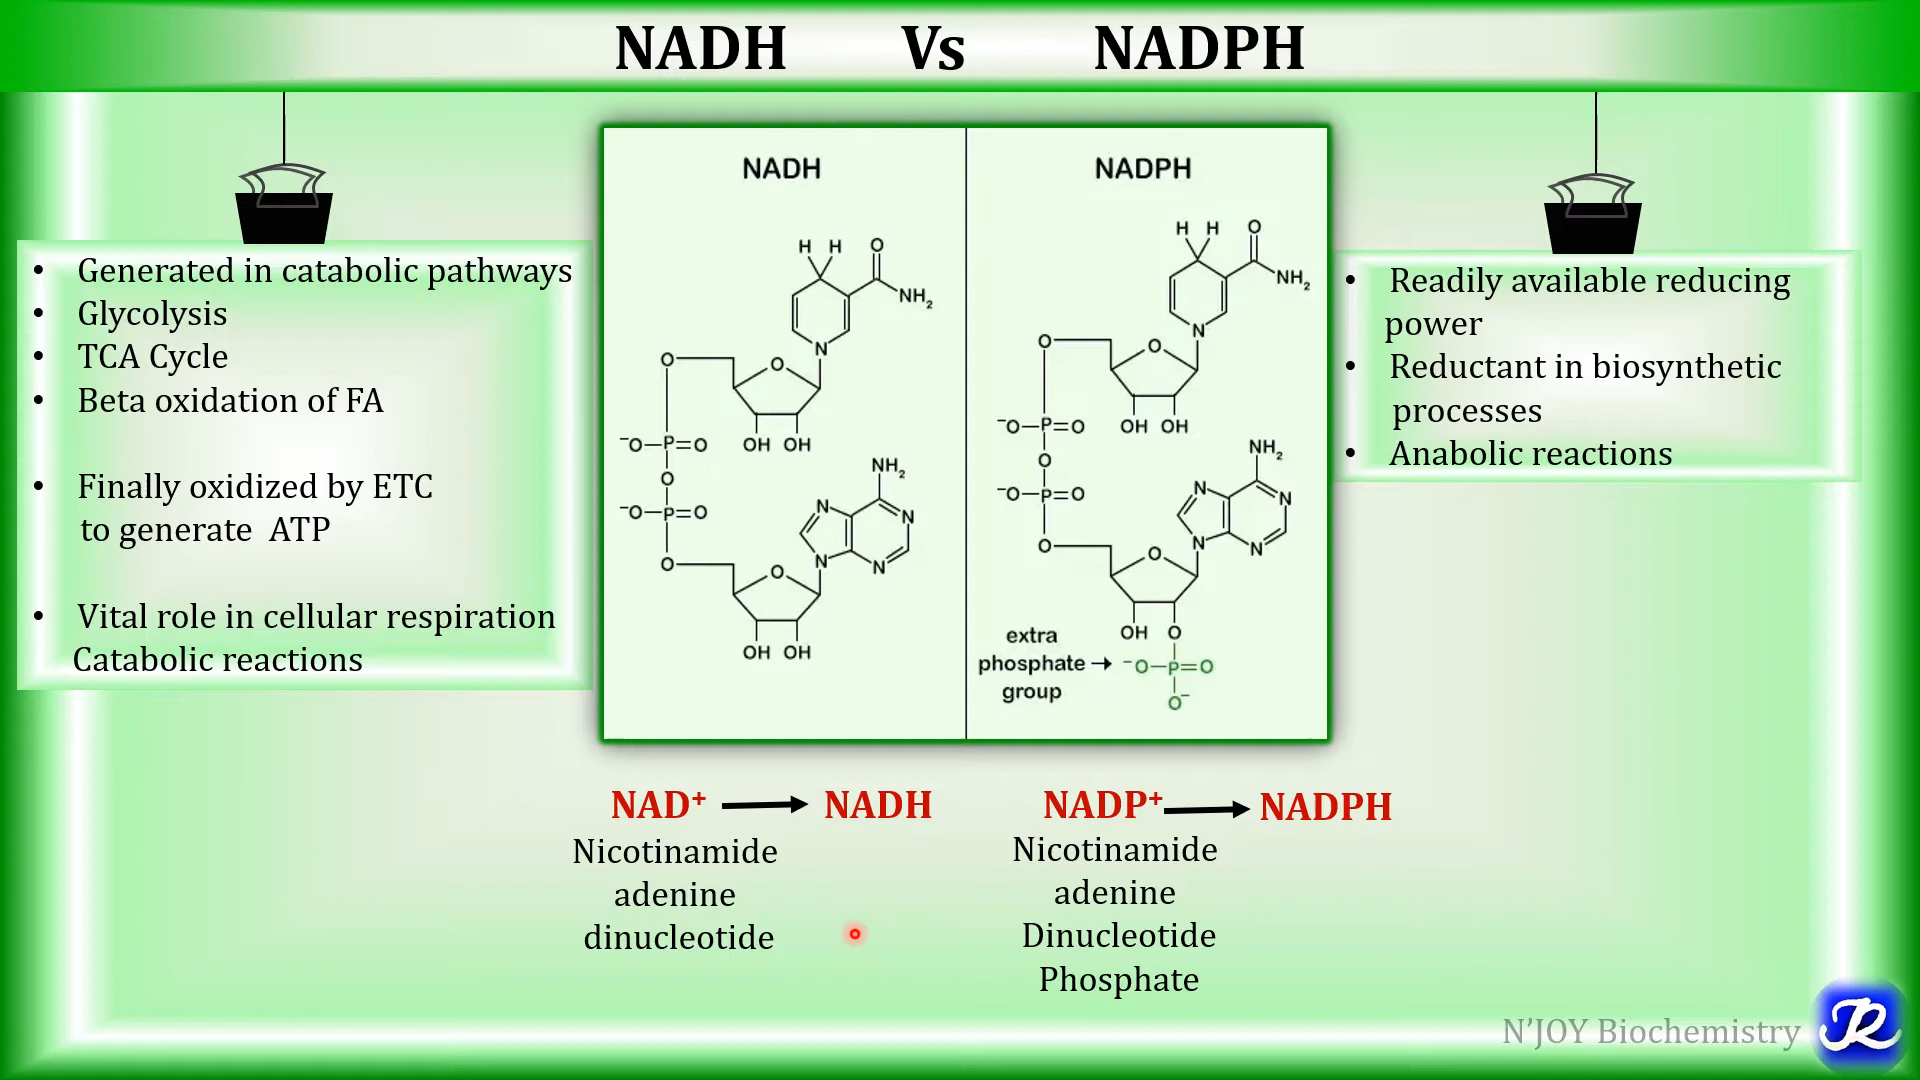 NADH Vs NADPH
• Generated in catabolic pathways
• Glycolysis
• TCA Cycle
• Beta oxidation of FA
• Finally oxidized by ETC
to generate ATP
• Vital role in cellular respiration
Catabolic reactions
NADH
H H O
NH₂
N
O O
⁻O–P=O OH OH
O NH₂
⁻O–P=O N N
O O N N
OH OH
NADPH
H H O
NH₂
N
O O
⁻O–P=O OH OH
O NH₂
⁻O–P=O N N
O O N N
OH O
extra
phosphate → ⁻O–P=O
group O⁻
• Readily available reducing
power
• Reductant in biosynthetic
processes
• Anabolic reactions
NAD⁺ → NADH
Nicotinamide
adenine
dinucleotide
NADP⁺ → NADPH
Nicotinamide
adenine
Dinucleotide
Phosphate
N'JOY Biochemistry
JR